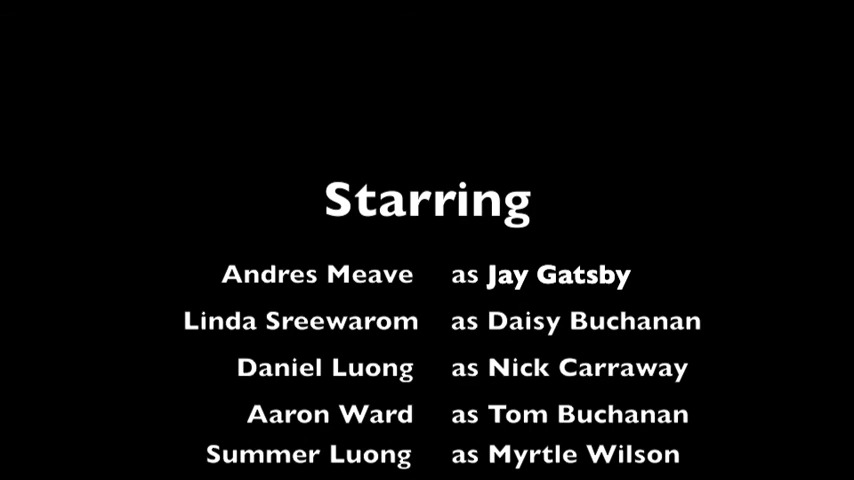 Starring
Andres Meave as Jay Gatsby
Linda Sreewarom as Daisy Buchanan
Daniel Luong as Nick Carraway
Aaron Ward as Tom Buchanan
Summer Luong as Myrtle Wilson